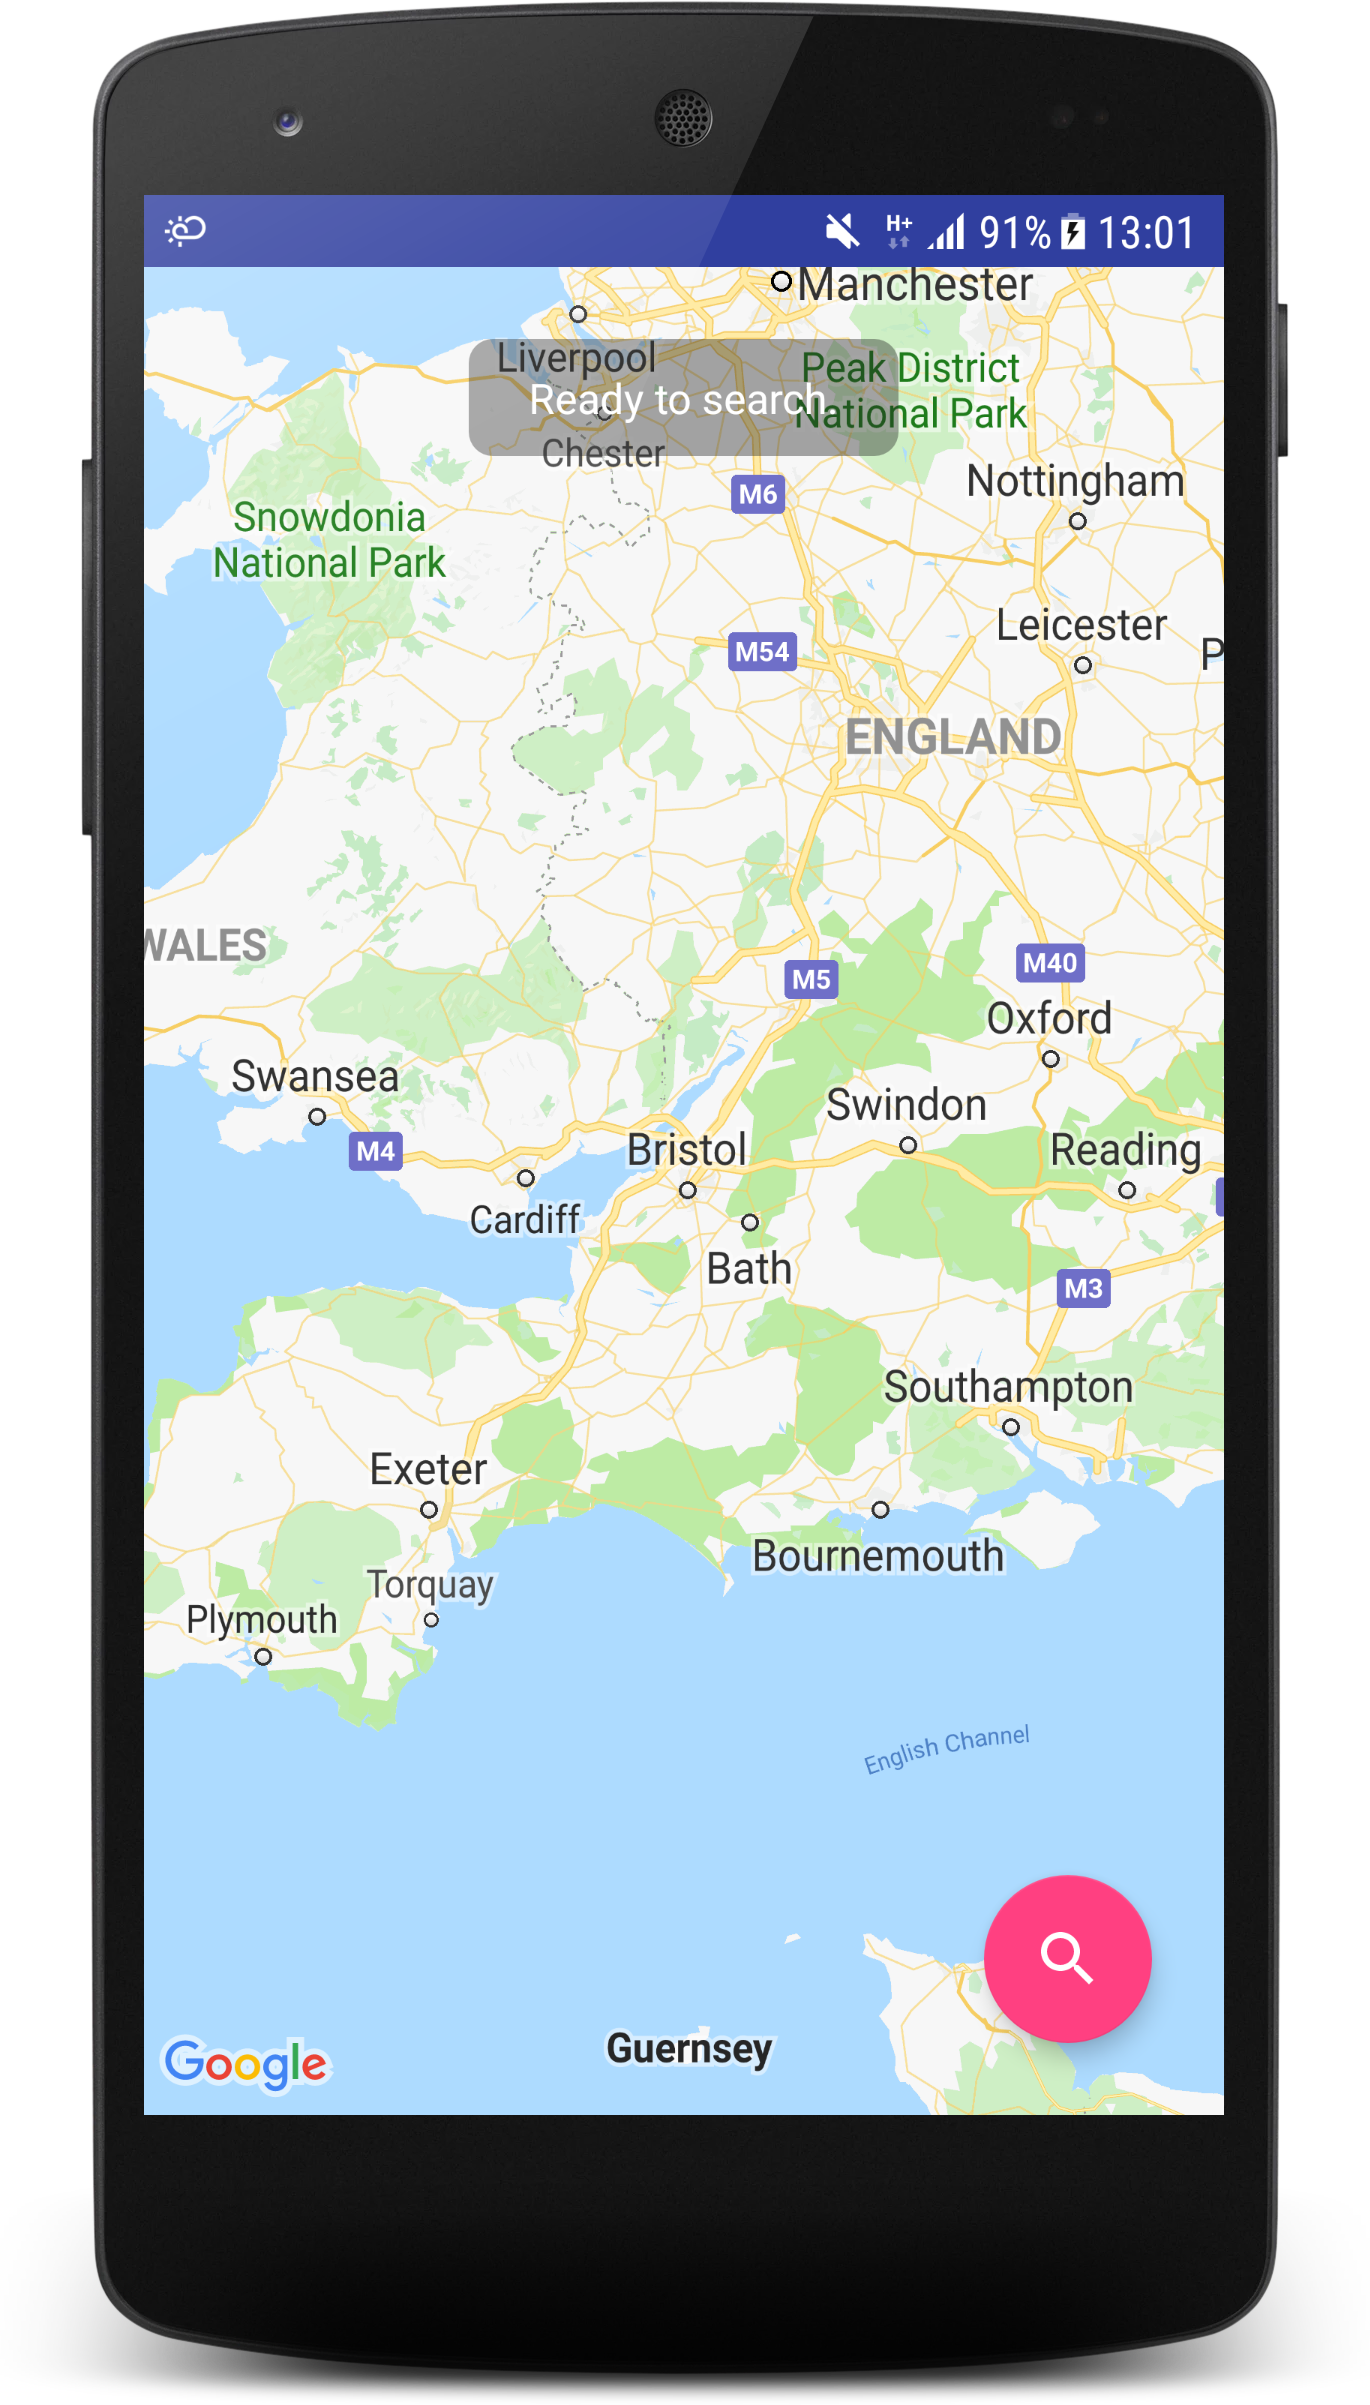 H+ 91% 13:01
Manchester
Liverpool
Peak District
National Park
Ready to search.
Chester
Nottingham
M6
Snowdonia
National Park
Leicester
M54
P
ENGLAND
WALES
M40
M5
Oxford
Swansea
Swindon
M4
Bristol
Reading
Cardiff
Bath
M3
Southampton
Exeter
Bournemouth
Torquay
Plymouth
English Channel
Guernsey
Google